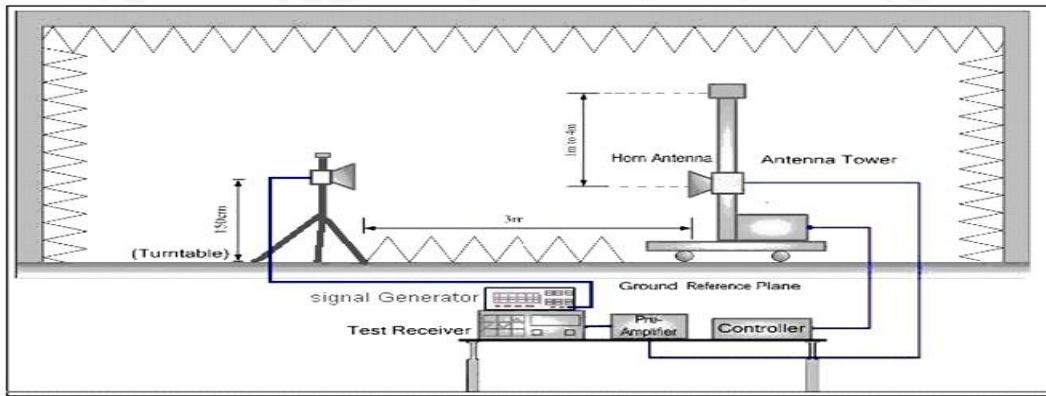 1m to 4m
Horn Antenna
Antenna Tower
150cm
3m
(Turntable)
Ground Reference Plane
signal Generator
Test Receiver
Pre-
Amplifier
Controller